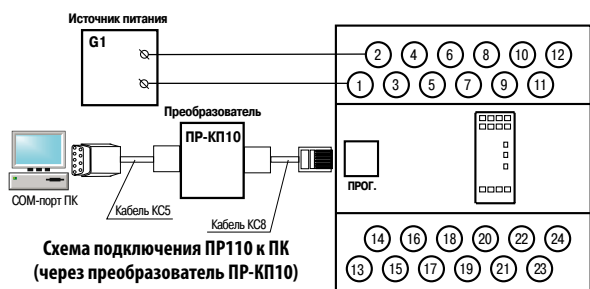 Источник питания
G1
2 4 6 8 10 12
1 3 5 7 9 11
Преобразователь
ПР-КП10
ПРОГ.
COM-порт ПК
Кабель КС5
Кабель КС8
Схема подключения ПР110 к ПК
(через преобразователь ПР-КП10)
14 16 18 20 22 24
13 15 17 19 21 23